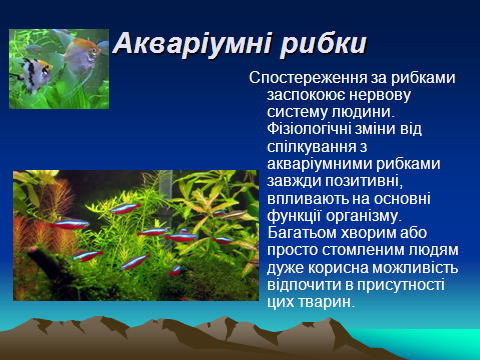 Акваріумні рибки
Спостереження за рибками
заспокоює нервову
систему людини.
Фізіологічні зміни від
спілкування з
акваріумними рибками
завжди позитивні,
впливають на основні
функції організму.
Багатьом хворим або
просто стомленим людям
дуже корисна можливість
відпочити в присутності
цих тварин.